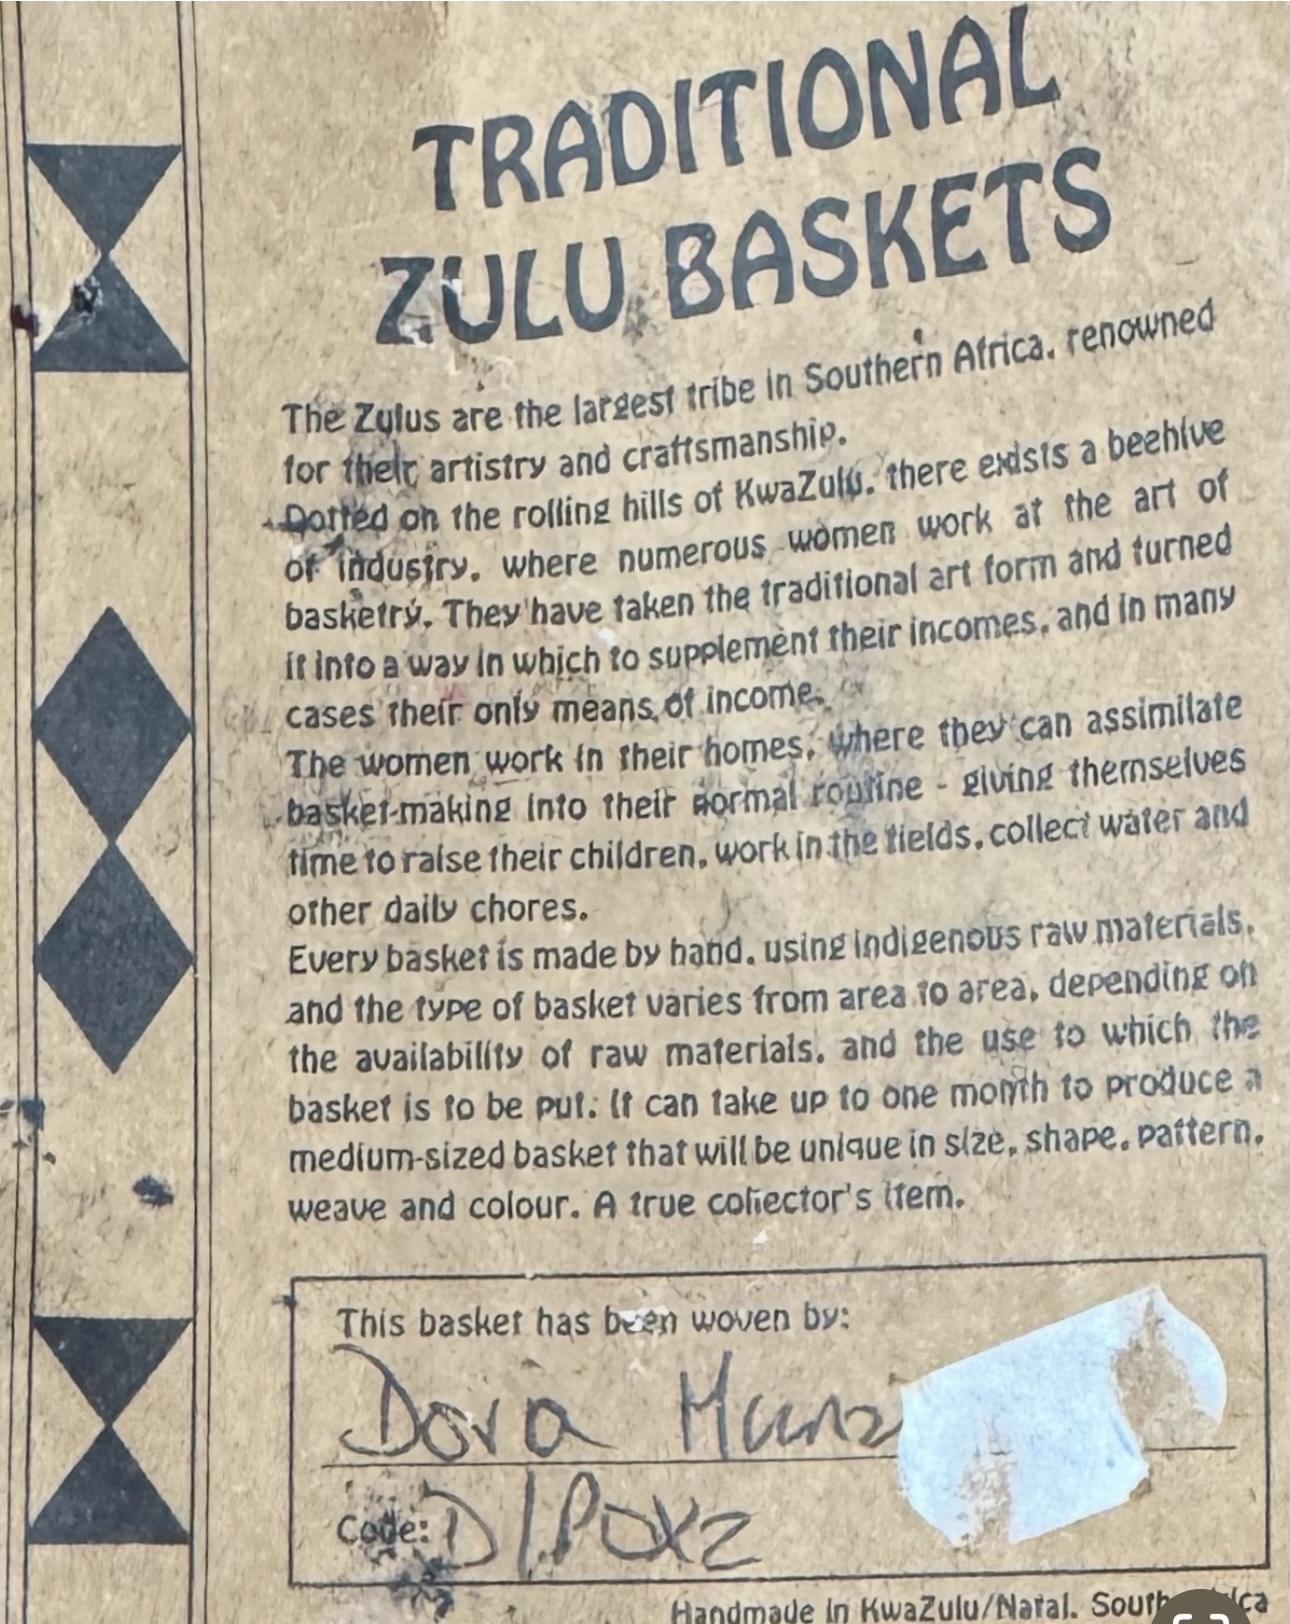 TRADITIONAL
ZULU BASKETS
The Zulus are the largest tribe in Southern Africa, renowned
for their artistry and craftsmanship.
Dotted on the rolling hills of KwaZulu, there exists a beehive
of industry, where numerous women work at the art of
basketry. They have taken the traditional art form and turned
it into a way in which to supplement their incomes, and in many
cases their only means of income.
The women work in their homes, where they can assimilate
basket-making into their normal routine - giving themselves
time to raise their children, work in the fields, collect water and
other daily chores.
Every basket is made by hand, using indigenous raw materials,
and the type of basket varies from area to area, depending on
the availability of raw materials, and the use to which the
basket is to be put. It can take up to one month to produce a
medium-sized basket that will be unique in size, shape, pattern,
weave and colour. A true collector's item.
This basket has been woven by:
Dora
Code:
Handmade in KwaZulu/Natal, South Africa